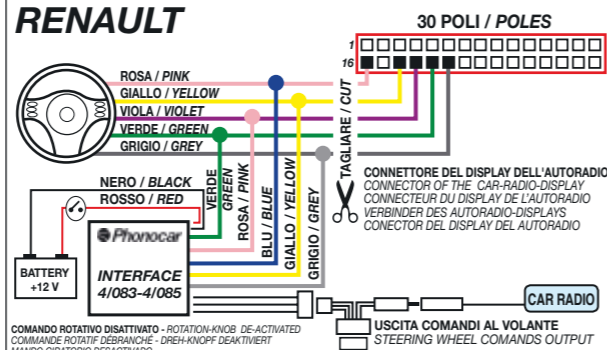 RENAULT
30 POLI / POLES
1
16
ROSA / PINK
GIALLO / YELLOW
VIOLA / VIOLET
VERDE / GREEN
GRIGIO / GREY
TAGLIARE / CUT
CONNETTORE DEL DISPLAY DELL'AUTORADIO
CONNECTOR OF THE CAR-RADIO-DISPLAY
CONNECTEUR DU DISPLAY DE L'AUTORADIO
VERBINDER DES AUTORADIO-DISPLAYS
CONECTOR DEL DISPLAY DEL AUTORADIO
NERO / BLACK
ROSSO / RED
VERDE
GREEN
ROSA / PINK
BLU / BLUE
GIALLO / YELLOW
GRIGIO / GREY
Phonocar
INTERFACE
4/083-4/085
BATTERY
+12 V
CAR RADIO
USCITA COMANDI AL VOLANTE
STEERING WHEEL COMANDS OUTPUT
COMANDO ROTATIVO DISATTIVATO - ROTATION-KNOB DE-ACTIVATED
COMMANDE ROTATIF DÉBRANCHÉ - DREH-KNOPF DEAKTIVIERT
MANDO GIRATORIO DESACTIVADO